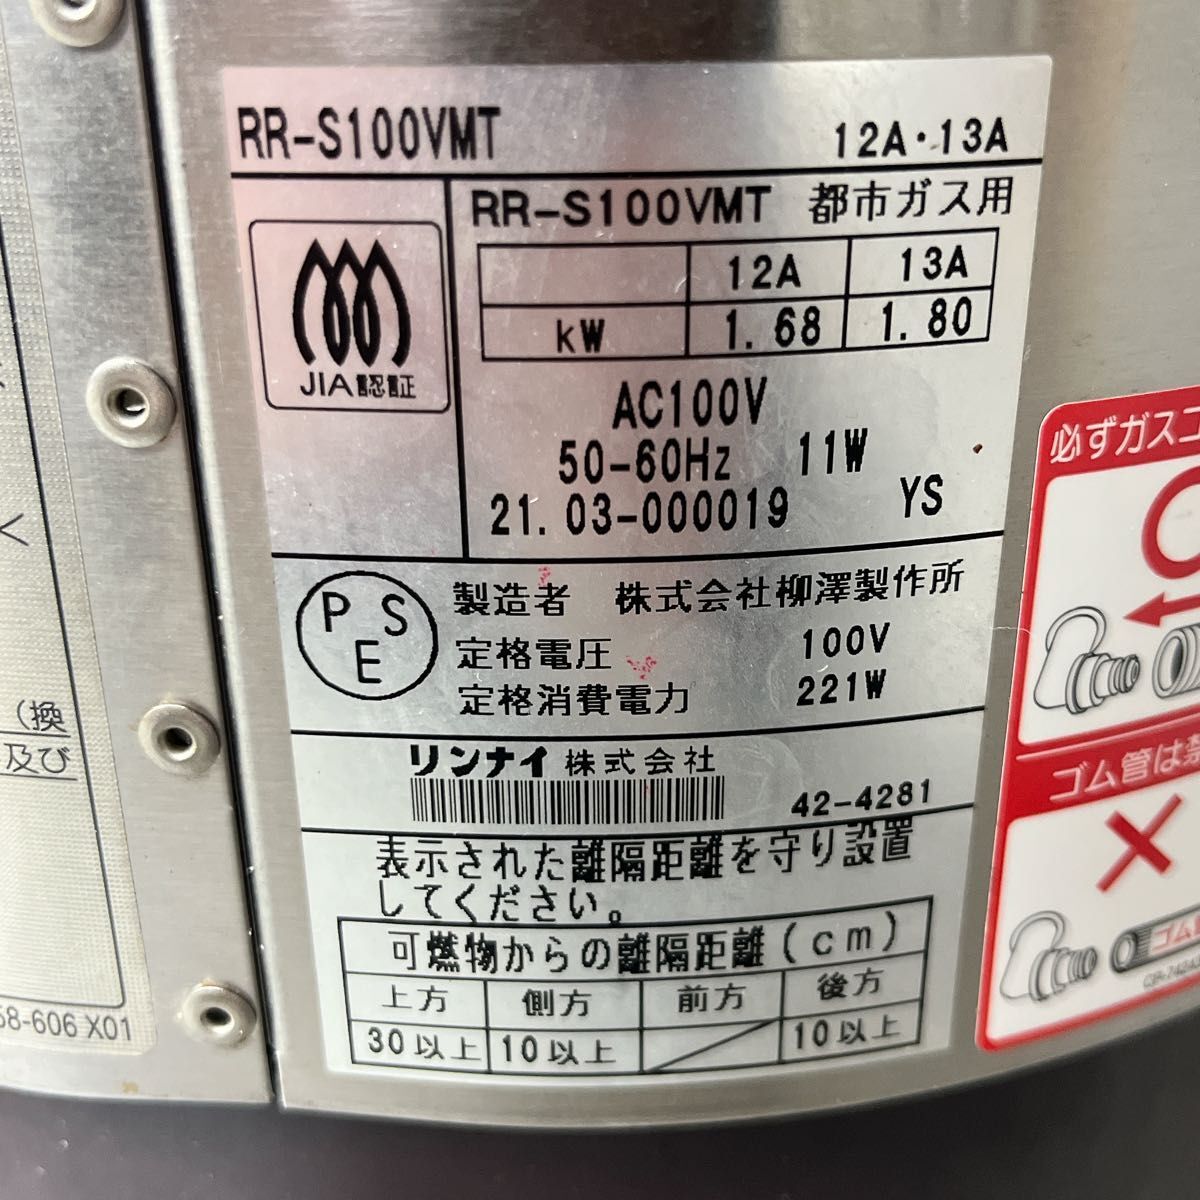 RR-S100VMT 12A・13A
RR-S100VMT 都市ガス用
12A 13A
kW 1.68 1.80
JIA認証
AC100V
50-60Hz 11W
21.03-000019 YS
PSE
製造者 株式会社柳澤製作所
定格電圧 100V
定格消費電力 221W
リンナイ株式会社
42-4281
表示された離隔距離を守り設置
してください。
可燃物からの離隔距離(cm)
上方 側方 前方 後方
30以上 10以上 10以上
必ずガスコ
ゴム管は禁
ゴム
(換
及び
58-606 X01